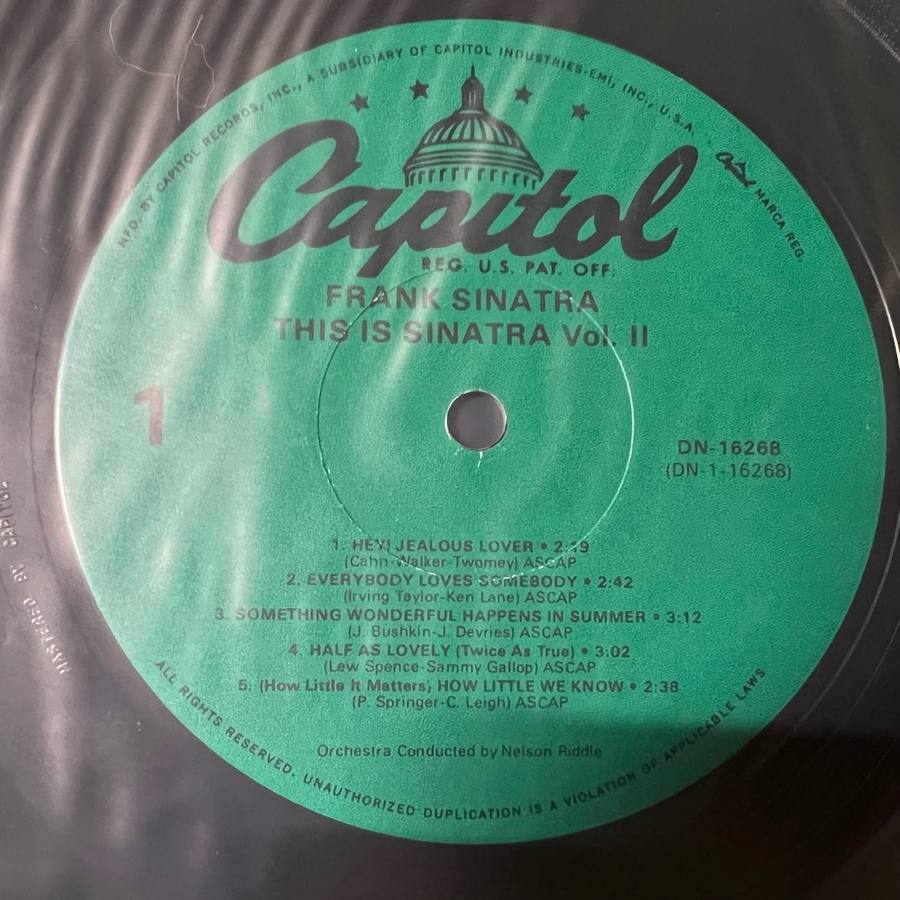 MFD. BY CAPITOL RECORDS, INC., A SUBSIDIARY OF CAPITOL INDUSTRIES-EMI, INC., U.S.A.
Capitol MARCA REG.
Capitol
REG. U.S. PAT. OFF.
FRANK SINATRA
THIS IS SINATRA Vol. II
1
DN-16268
(DN-1-16268)
1. HEY! JEALOUS LOVER • 2:19
(Cahn-Walker-Twomey) ASCAP
2. EVERYBODY LOVES SOMEBODY • 2:42
(Irving Taylor-Ken Lane) ASCAP
3. SOMETHING WONDERFUL HAPPENS IN SUMMER • 3:12
(J. Bushkin-J. Devries) ASCAP
4. HALF AS LOVELY (Twice As True) • 3:02
(Lew Spence-Sammy Gallop) ASCAP
5. (How Little It Matters) HOW LITTLE WE KNOW • 2:38
(P. Springer-C. Leigh) ASCAP
Orchestra Conducted by Nelson Riddle
ALL RIGHTS RESERVED. UNAUTHORIZED DUPLICATION IS A VIOLATION OF APPLICABLE LAWS
MASTERED BY CAPITOL